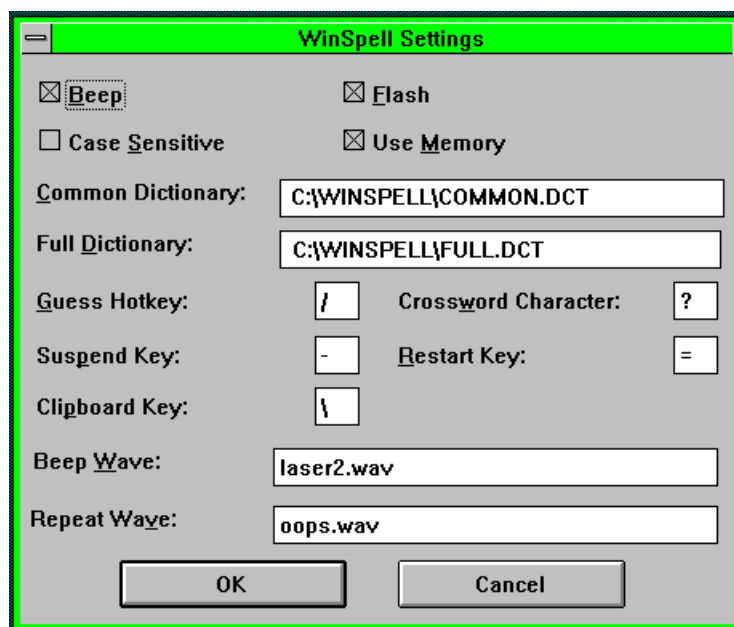 WinSpell Settings
Beep Flash
Case Sensitive Use Memory
Common Dictionary: C:\WINSPELL\COMMON.DCT
Full Dictionary: C:\WINSPELL\FULL.DCT
Guess Hotkey: / Crossword Character: ?
Suspend Key: - Restart Key: =
Clipboard Key: \
Beep Wave: laser2.wav
Repeat Wave: oops.wav
OK Cancel